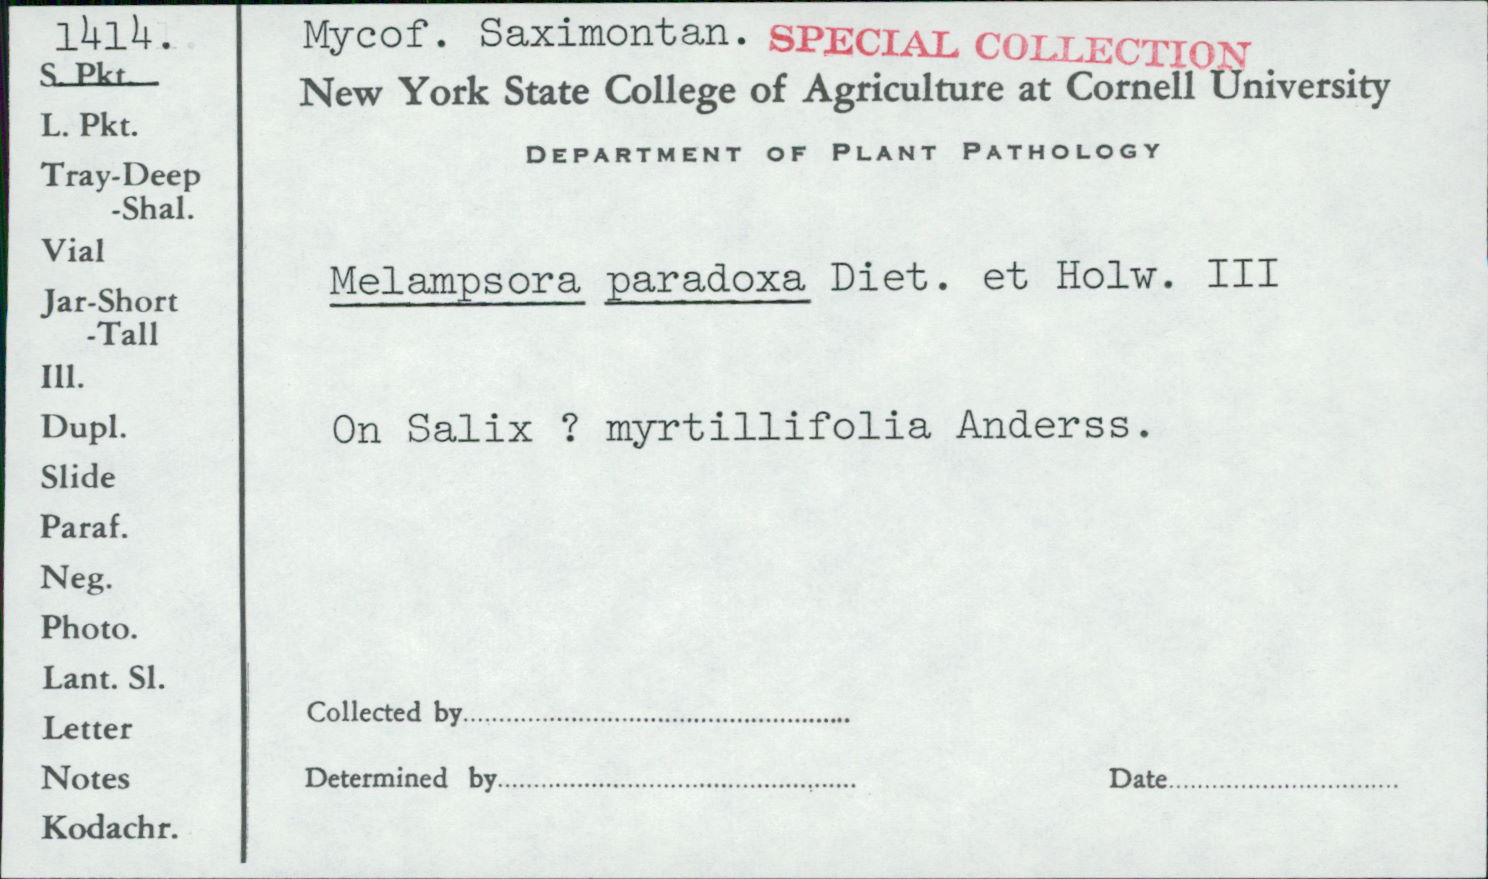 1414.
S. Pkt.
L. Pkt.
Tray-Deep
-Shal.
Vial
Jar-Short
-Tall
Ill.
Dupl.
Slide
Paraf.
Neg.
Photo.
Lant. Sl.
Letter
Notes
Kodachr.
Mycof. Saximontan. SPECIAL COLLECTION
New York State College of Agriculture at Cornell University
DEPARTMENT OF PLANT PATHOLOGY
Melampsora paradoxa Diet. et Holw. III
On Salix ? myrtillifolia Anderss.
Collected by
Determined by
Date